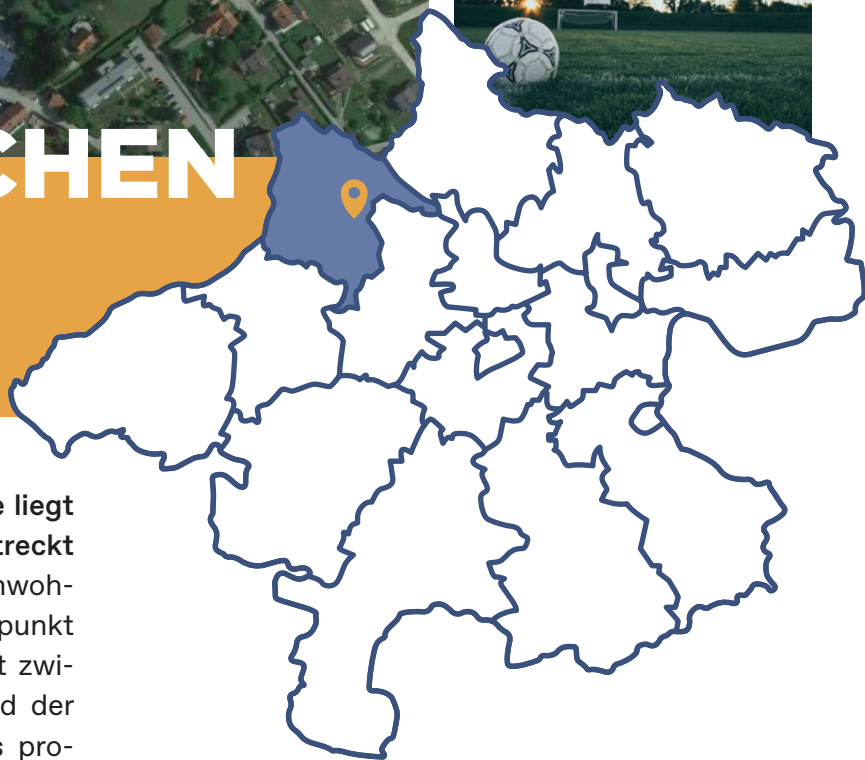 CHEN
liegt
treckt
nwoh-
punkt
t zwi-
d der
s pro-